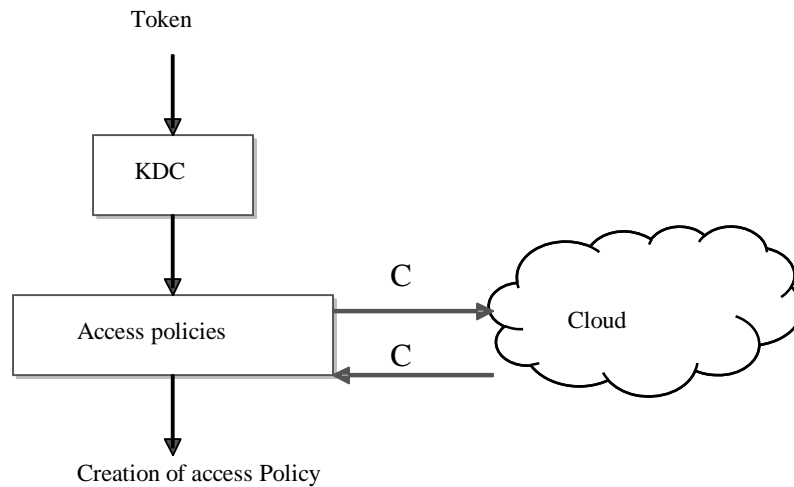 Token
KDC
C
Access policies
Cloud
C
Creation of access Policy